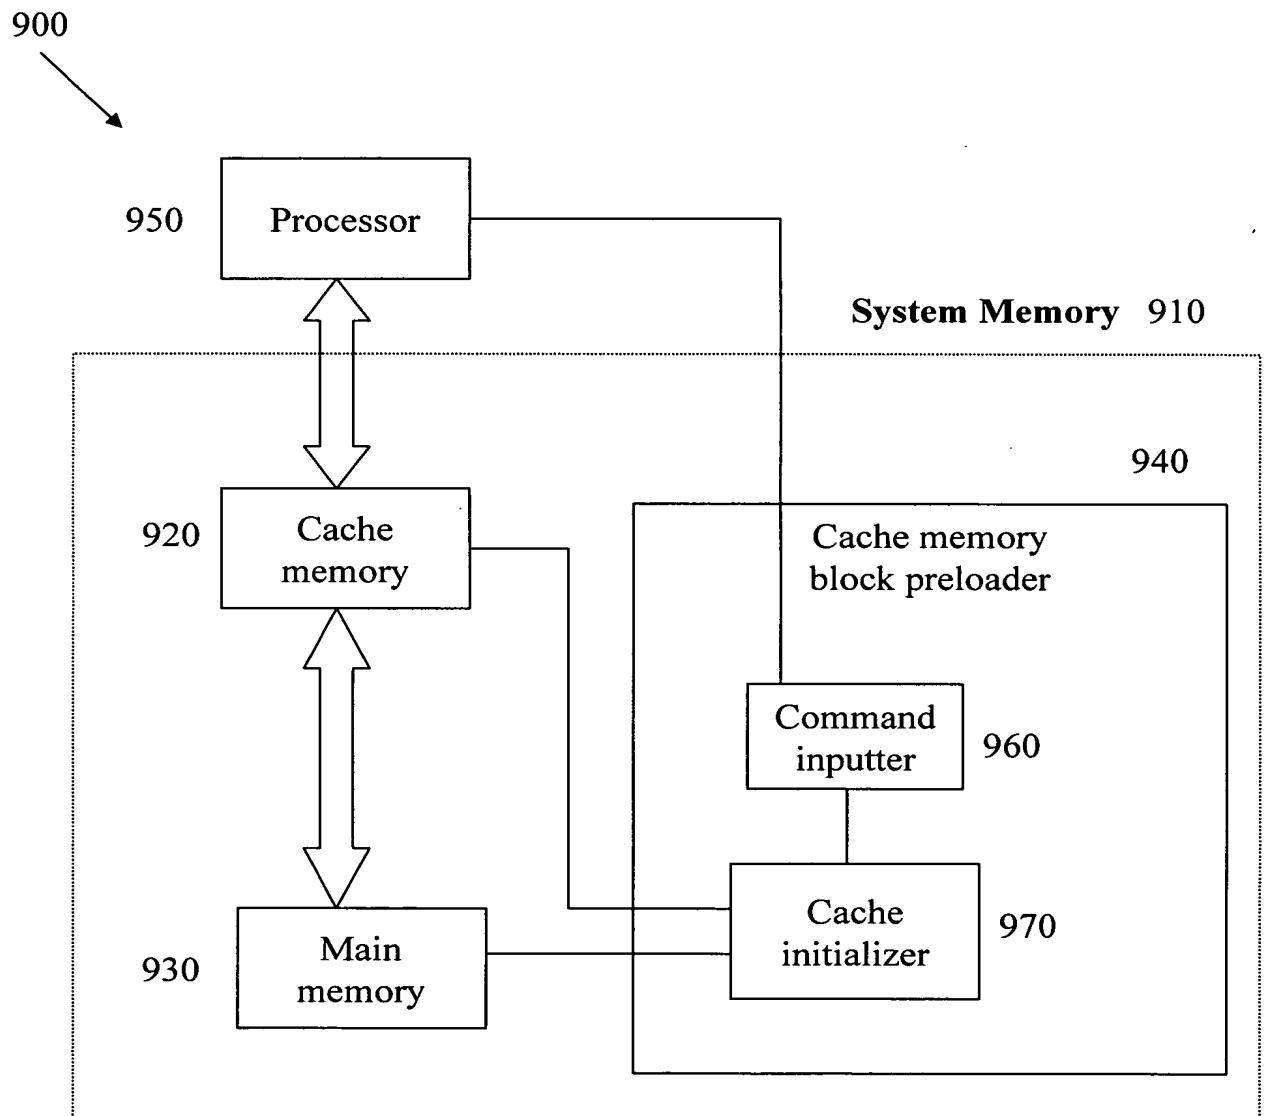 900
950
Processor
System Memory 910
940
920
Cache
memory
Cache memory
block preloader
Command
inputter
960
Cache
initializer
970
930
Main
memory